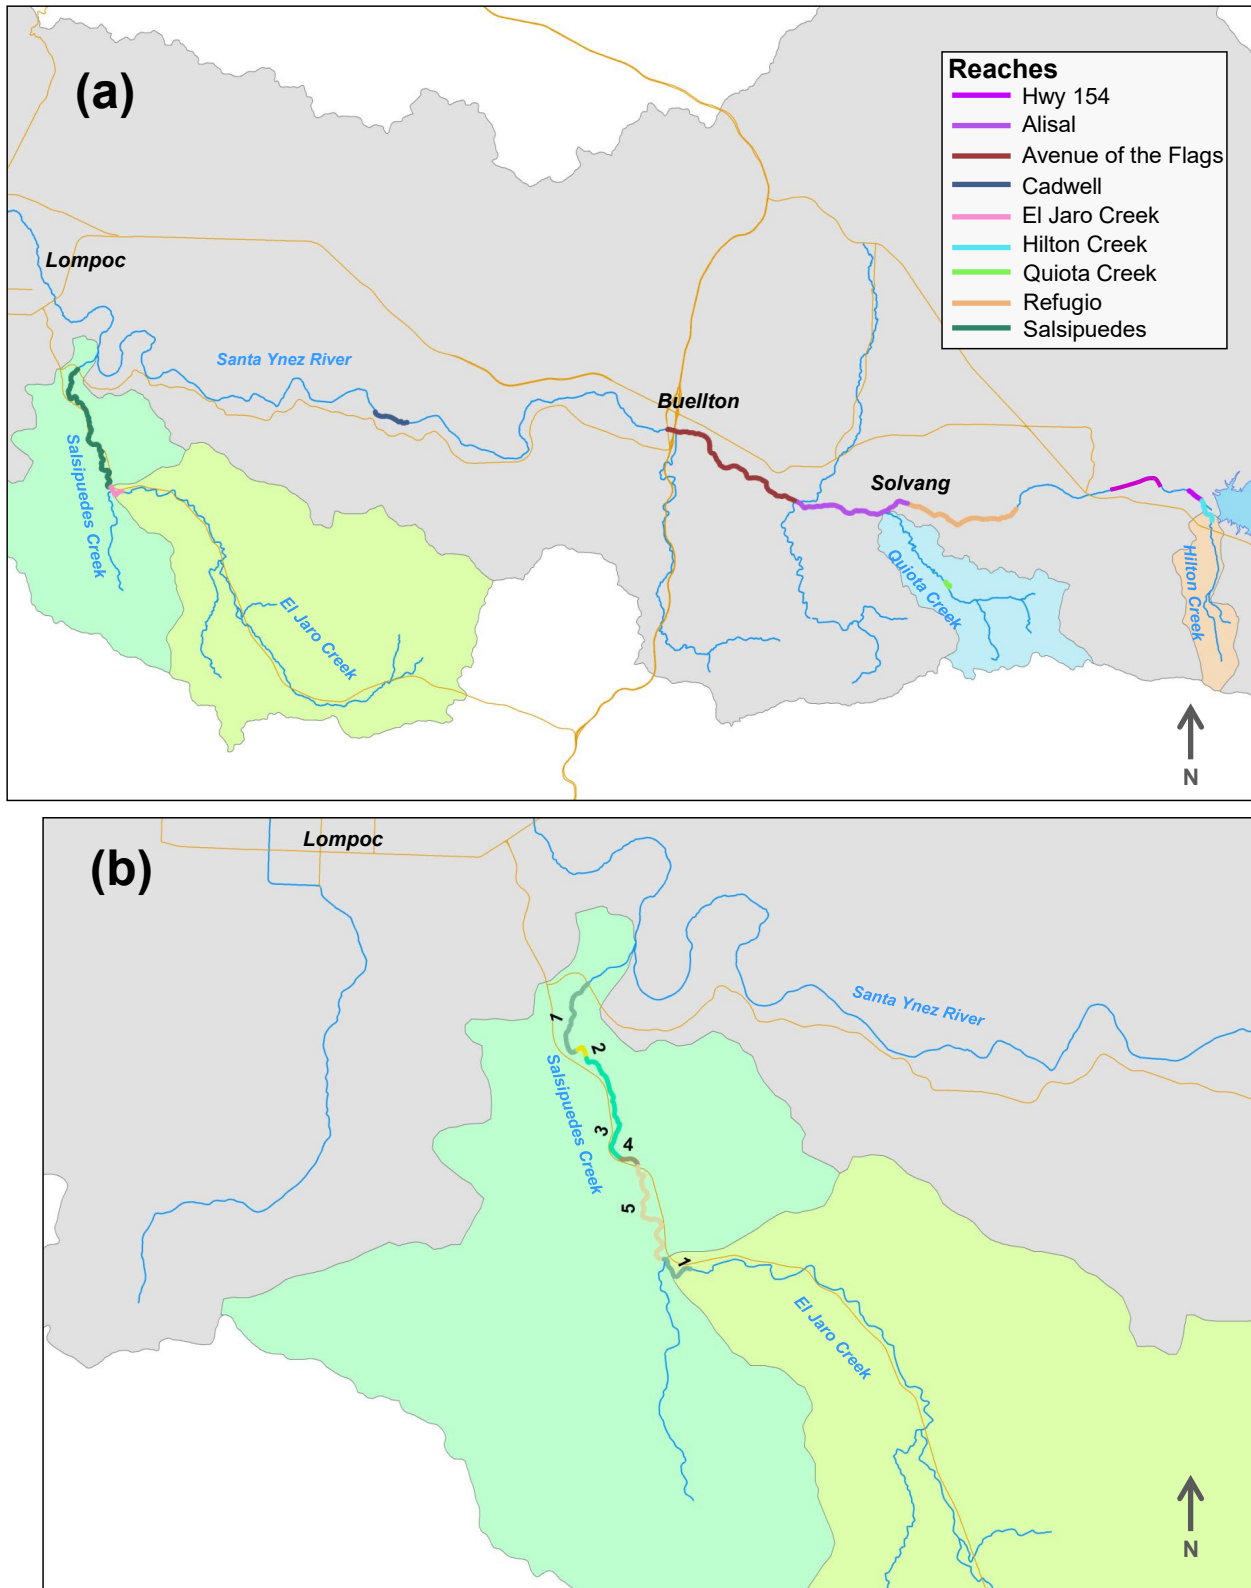 (a)
Reaches
Hwy 154
Alisal
Avenue of the Flags
Cadwell
El Jaro Creek
Hilton Creek
Quiota Creek
Refugio
Salsipuedes
Lompoc
Santa Ynez River
Buellton
Solvang
Salsipuedes Creek
El Jaro Creek
Quiota Creek
Hilton Creek
N
(b)
Lompoc
Santa Ynez River
1
2
Salsipuedes Creek
3
4
5
1
El Jaro Creek
N